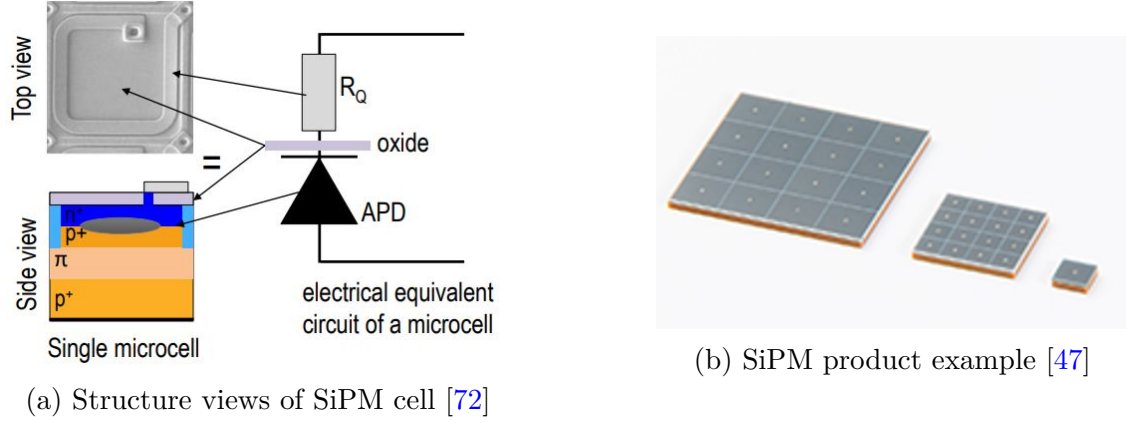 Top view
R_Q
=
oxide
n⁺
p+
π
p⁺
Side view
APD
electrical equivalent
circuit of a microcell
Single microcell
(a) Structure views of SiPM cell [72]
(b) SiPM product example [47]